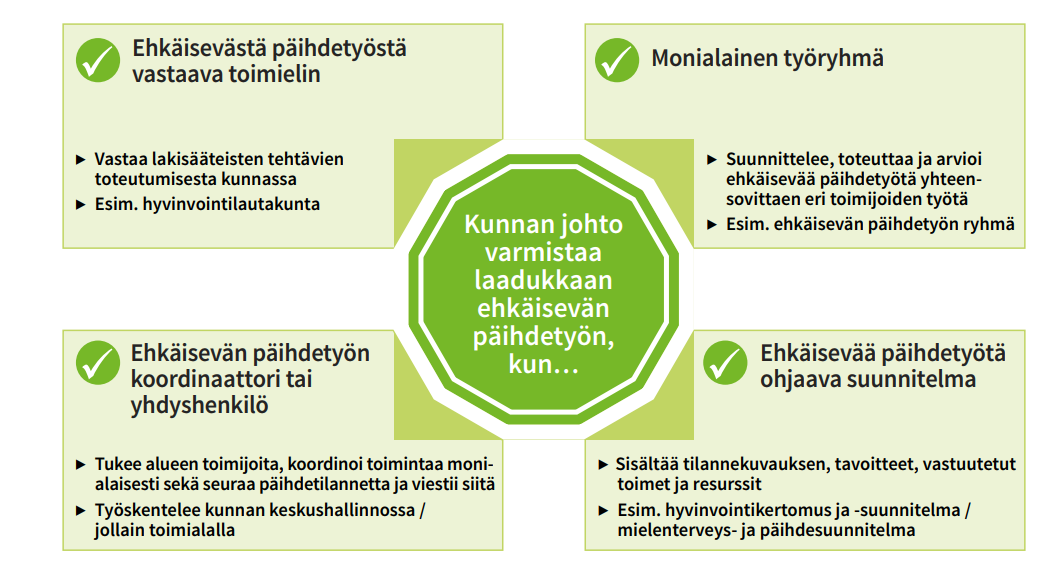 Ehkäisevästä päihdetyöstä
vastaava toimielin
▶ Vastaa lakisääteisten tehtävien
toteutumisesta kunnassa
▶ Esim. hyvinvointilautakunta
Monialainen työryhmä
▶ Suunnittelee, toteuttaa ja arvioi
ehkäisevää päihdetyötä yhteen-
sovittaen eri toimijoiden työtä
▶ Esim. ehkäisevän päihdetyön ryhmä
Kunnan johto
varmistaa
laadukkaan
ehkäisevän
päihdetyön,
kun...
Ehkäisevän päihdetyön
koordinaattori tai
yhdyshenkilö
▶ Tukee alueen toimijoita, koordinoi toimintaa moni-
alaisesti sekä seuraa päihdetilannetta ja viestii siitä
▶ Työskentelee kunnan keskushallinnossa /
jollain toimialalla
Ehkäisevää päihdetyötä
ohjaava suunnitelma
▶ Sisältää tilannekuvauksen, tavoitteet, vastuutetut
toimet ja resurssit
▶ Esim. hyvinvointikertomus ja -suunnitelma /
mielenterveys- ja päihdesuunnitelma